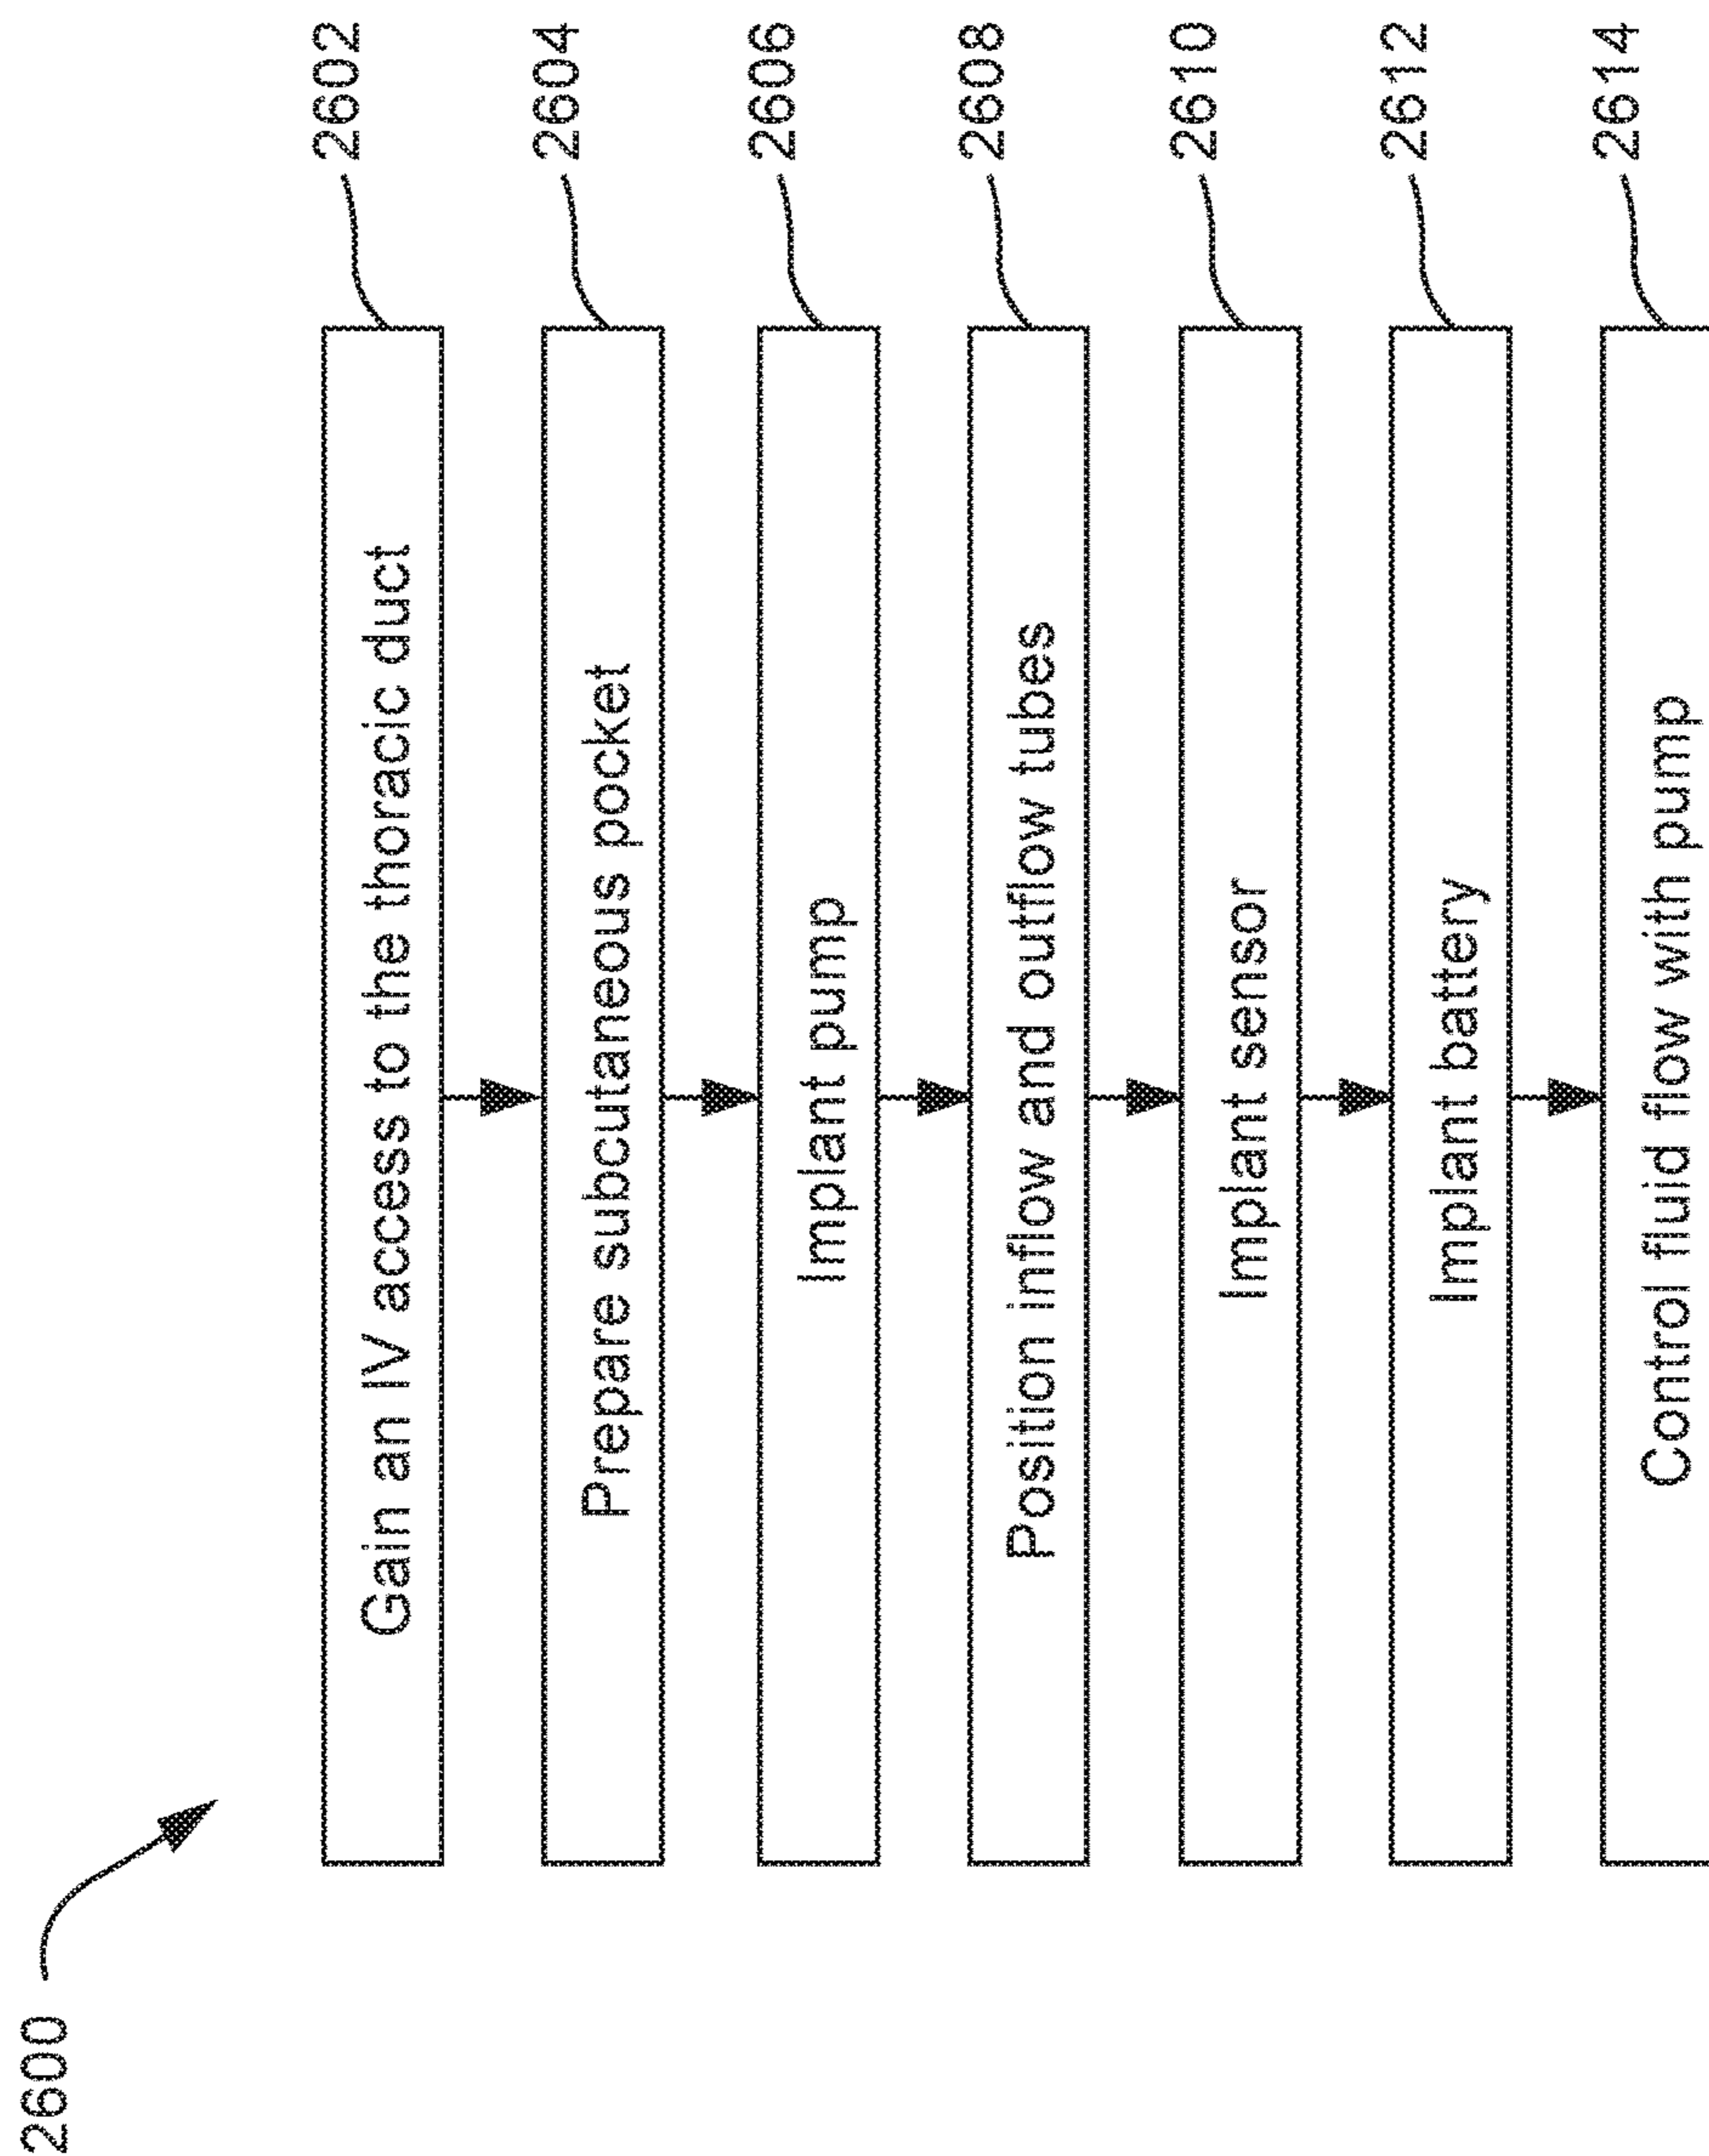 2600
Gain an IV access to the thoracic duct
2602
Prepare subcutaneous pocket
2604
Implant pump
2606
Position inflow and outflow tubes
2608
Implant sensor
2610
Implant battery
2612
Control fluid flow with pump
2614